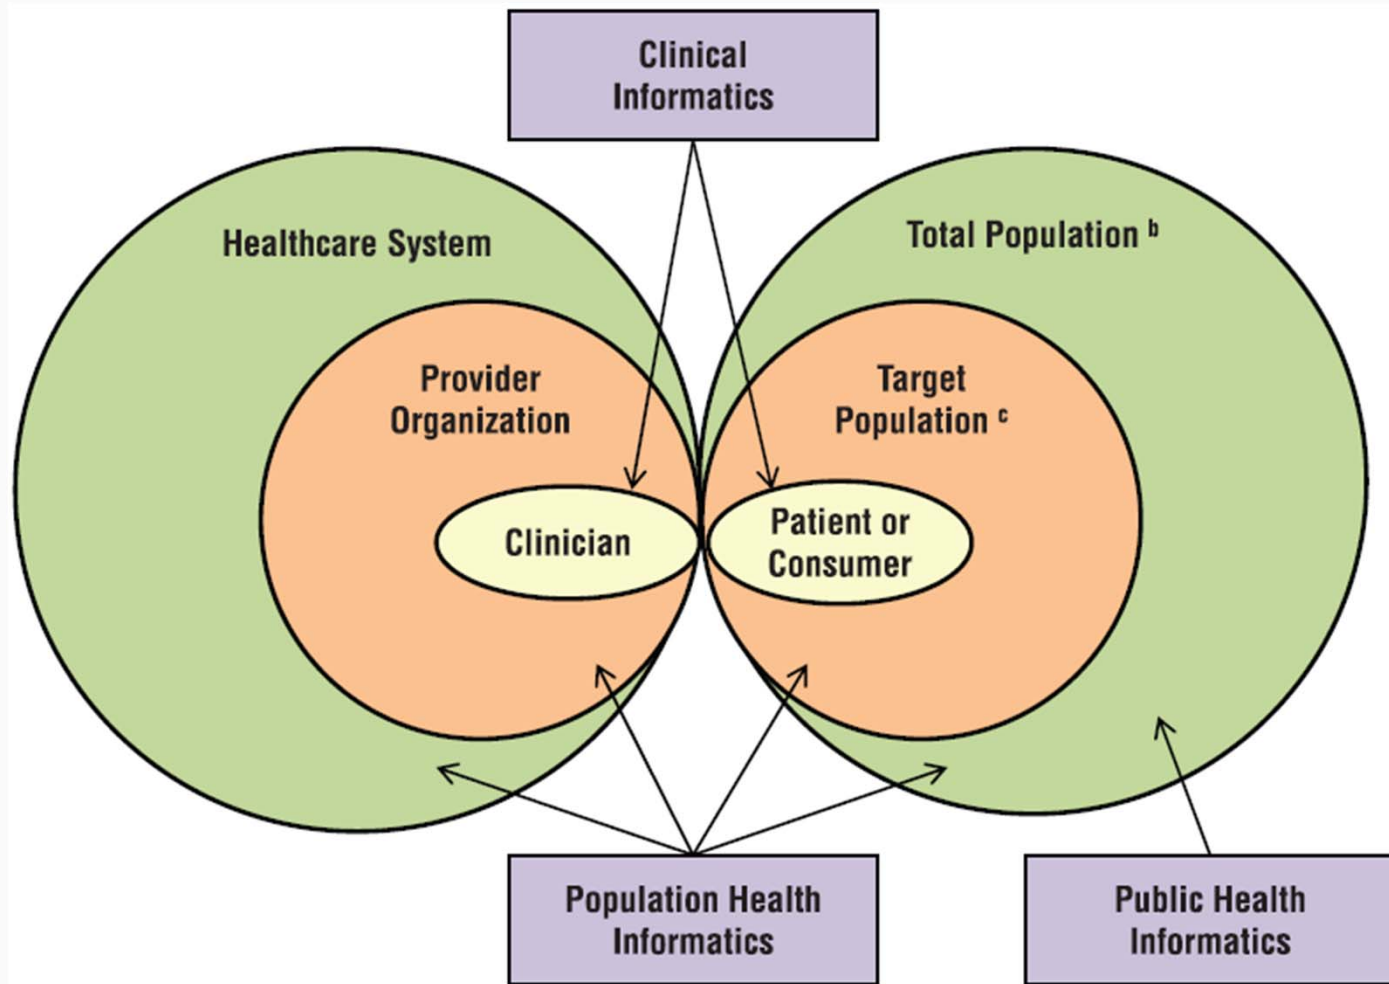 Clinical
Informatics
Healthcare System
Total Population b
Provider
Organization
Target
Population c
Clinician
Patient or
Consumer
Population Health
Informatics
Public Health
Informatics